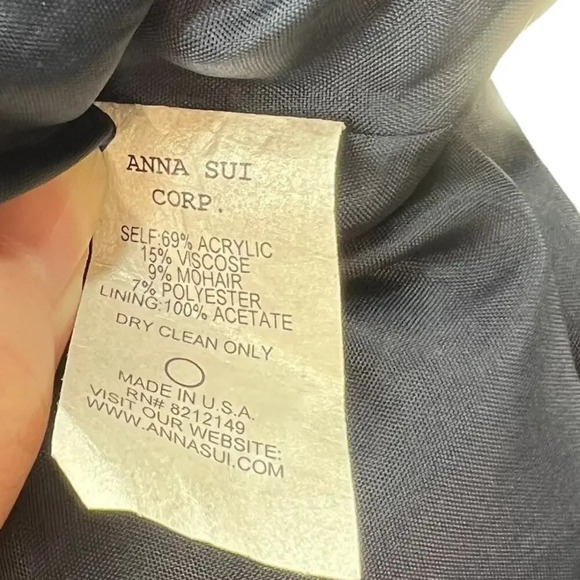 ANNA SUI
CORP.
SELF:69% ACRYLIC
15% VISCOSE
9% MOHAIR
7% POLYESTER
LINING:100% ACETATE
DRY CLEAN ONLY
MADE IN U.S.A.
RN# 8212149
VISIT OUR WEBSITE:
WWW.ANNASUI.COM